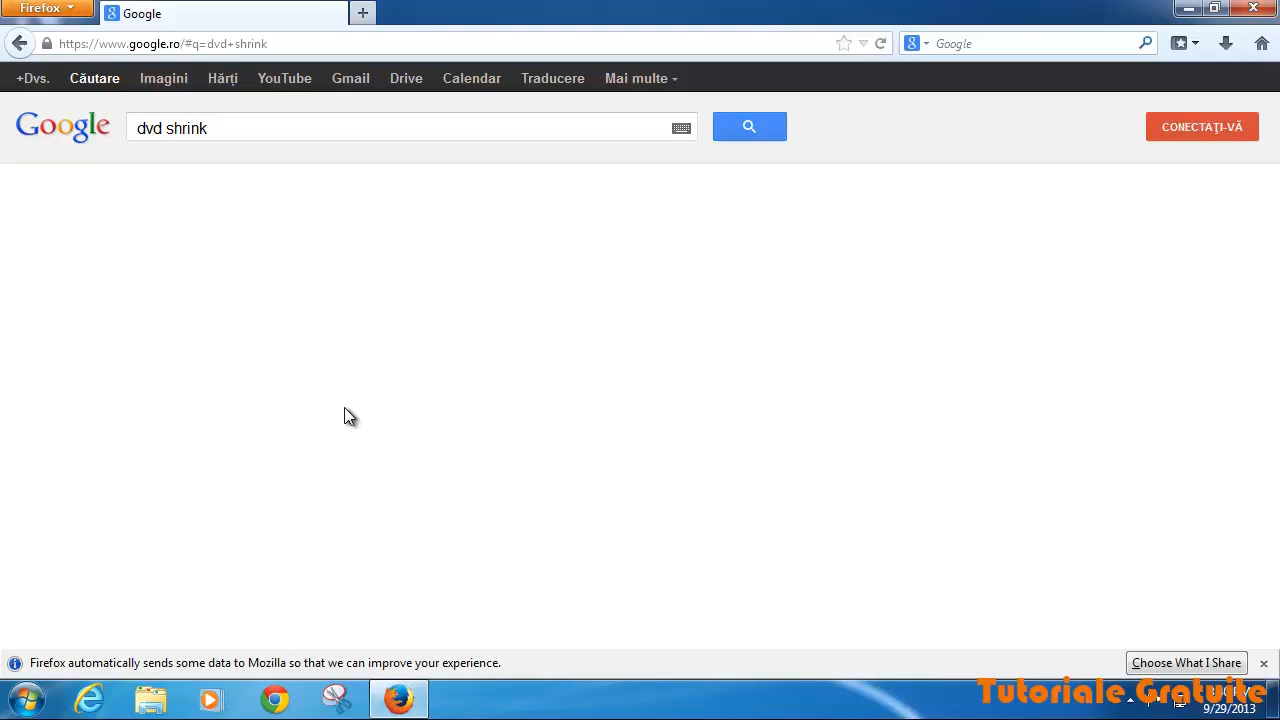 Firefox
Google
https://www.google.ro/#q=dvd+shrink
Google
+Dvs. Căutare Imagini Hărți YouTube Gmail Drive Calendar Traducere Mai multe
Google
dvd shrink
CONECTAŢI-VĂ
Firefox automatically sends some data to Mozilla so that we can improve your experience.
Choose What I Share
Tutoriale Gratuite
9/29/2013